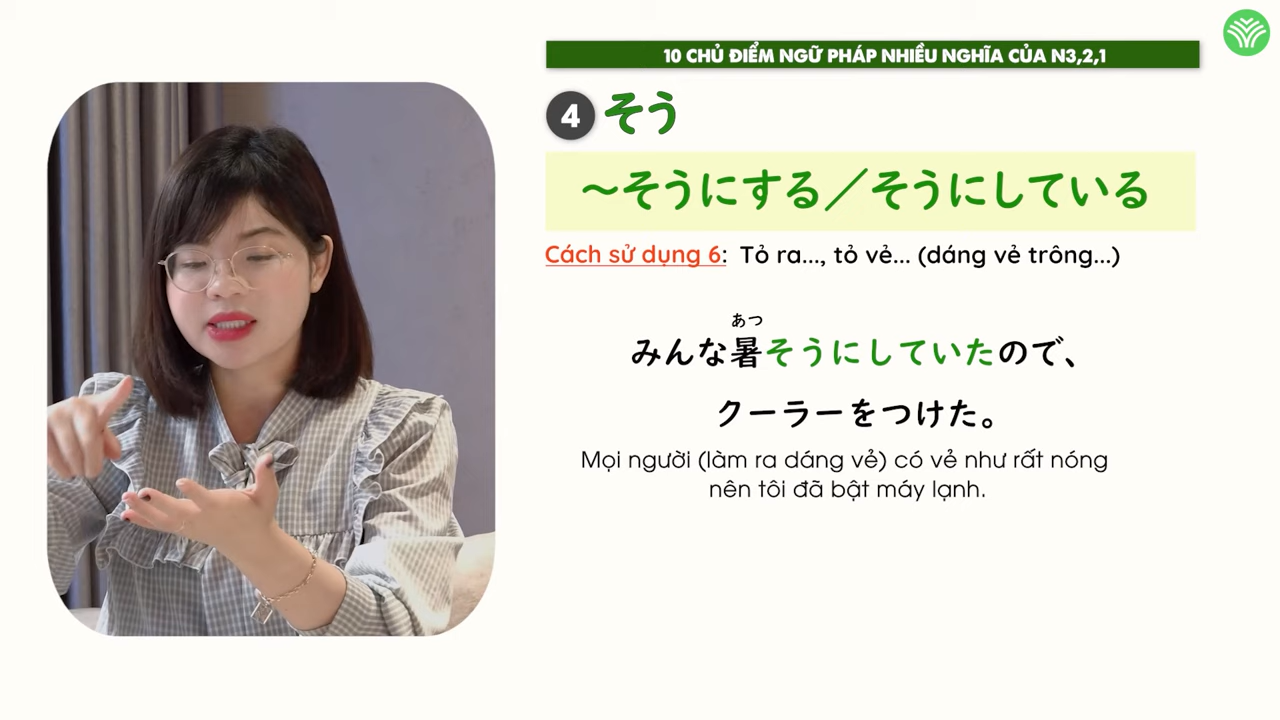 10 CHỦ ĐIỂM NGỮ PHÁP NHIỀU NGHĨA CỦA N3,2,1
4 そう
～そうにする／そうにしている
Cách sử dụng 6: Tỏ ra..., tỏ vẻ... (dáng vẻ trông...)
あつ
みんな暑そうにしていたので、
クーラーをつけた。
Mọi người (làm ra dáng vẻ) có vẻ như rất nóng
nên tôi đã bật máy lạnh.